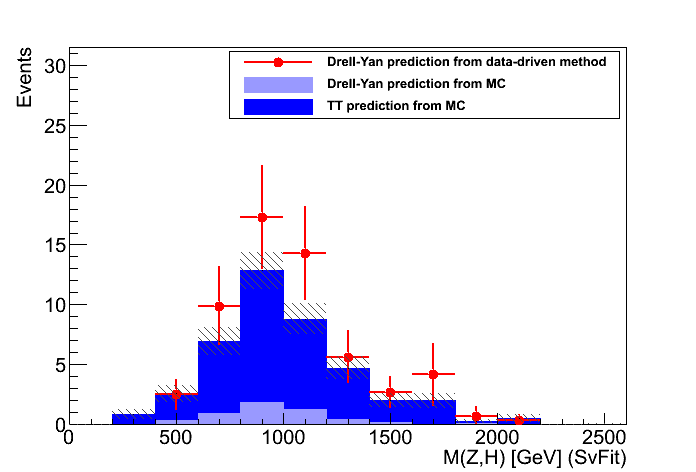 Events
30
25
20
15
10
5
0
Drell-Yan prediction from data-driven method
Drell-Yan prediction from MC
TT prediction from MC
0 500 1000 1500 2000 2500
M(Z,H) [GeV] (SvFit)